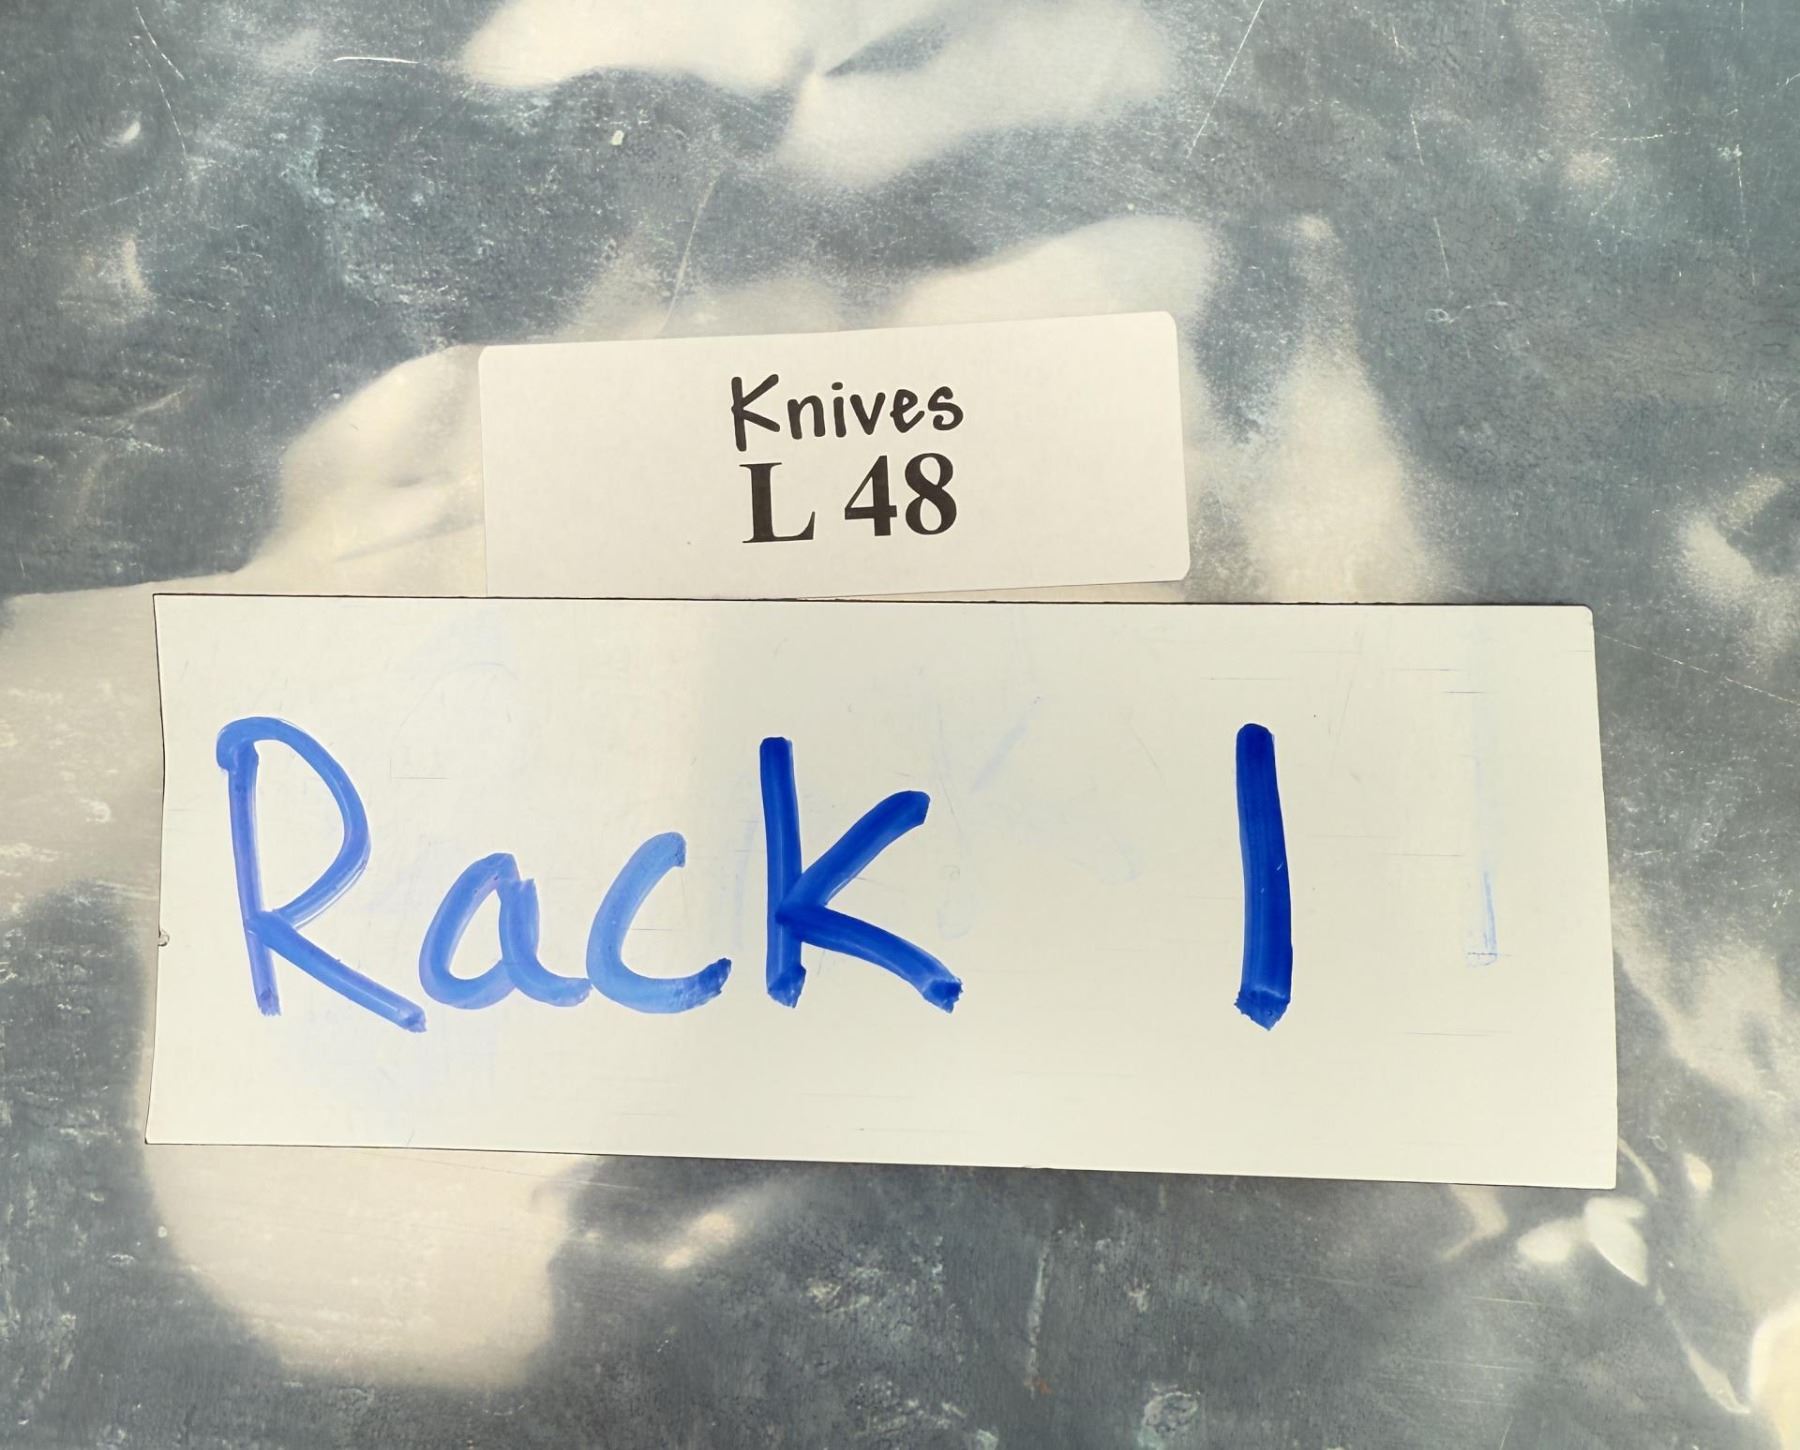 Knives
L 48
Rack 1